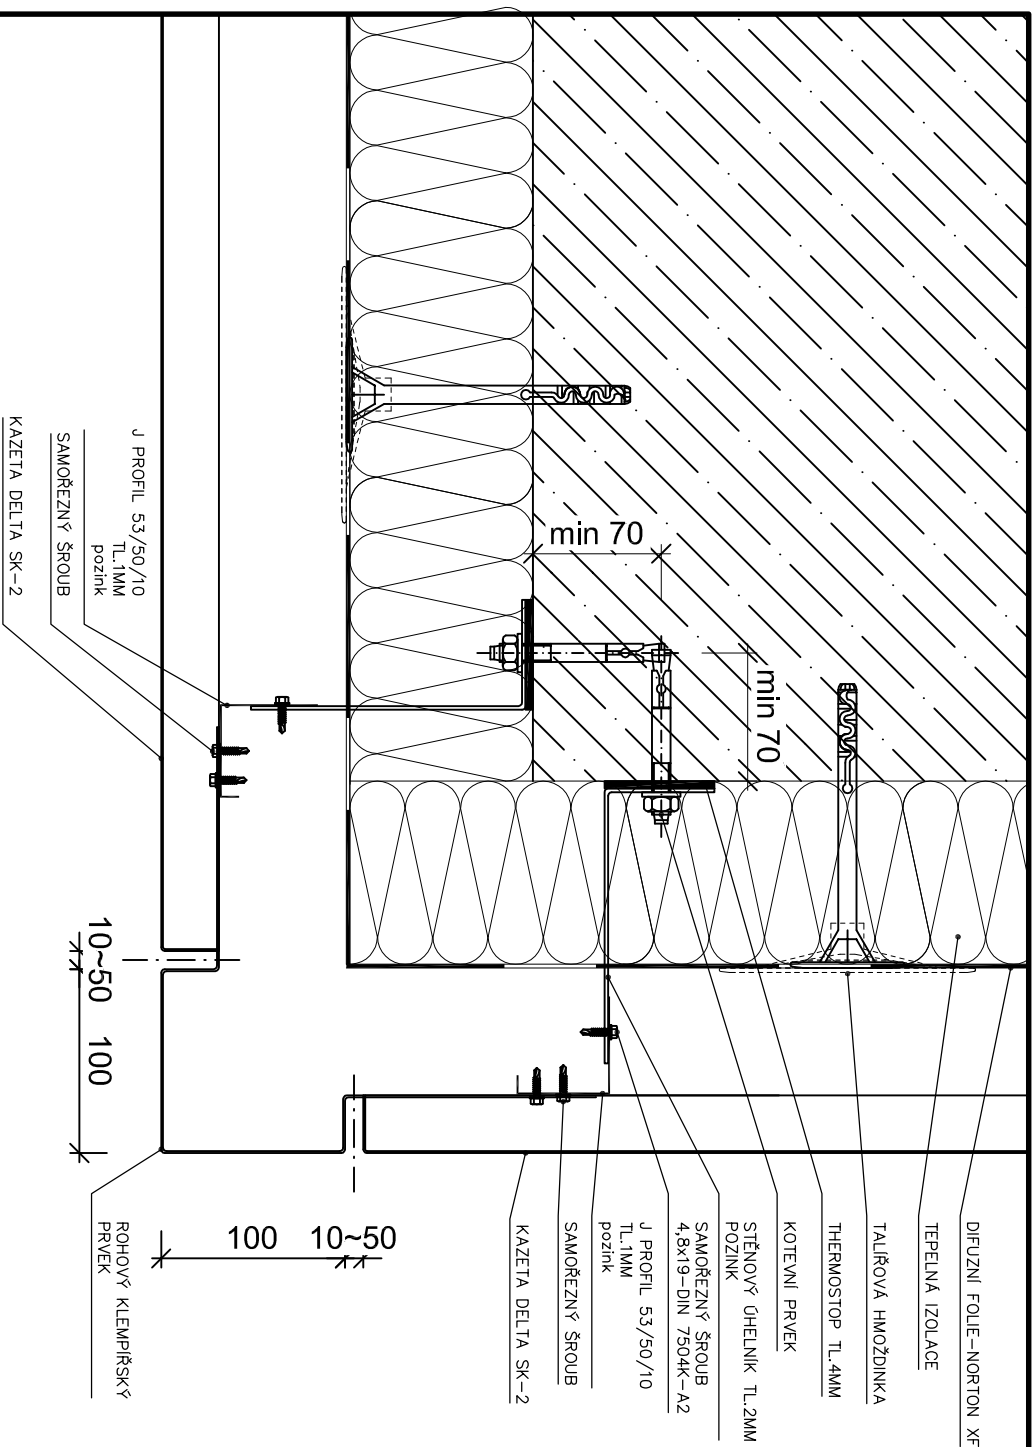 DIFUZNÍ FOLIE-NORTON XF
TEPELNÁ IZOLACE
TALÍŘOVÁ HMOŽDINKA
THERMOSTOP TL.4MM
KOTEVNÍ PRVEK
STĚNOVÝ ÚHELNÍK TL.2MM
POZINK
SAMOŘEZNÝ ŠROUB
4,8x19-DIN 7504K-A2
J PROFIL 53/50/10
TL.1MM
pozink
SAMOŘEZNÝ ŠROUB
KAZETA DELTA SK-2
ROHOVÝ KLEMPÍŘSKÝ
PRVEK
J PROFIL 53/50/10
TL.1MM
pozink
SAMOŘEZNÝ ŠROUB
KAZETA DELTA SK-2
min 70
min 70
10~50
100
100
10~50